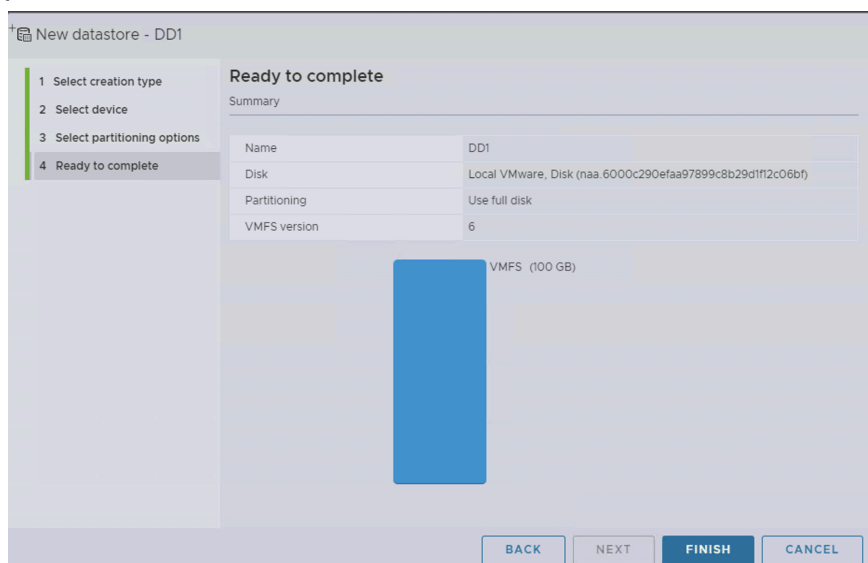 New datastore - DD1
1 Select creation type
2 Select device
3 Select partitioning options
4 Ready to complete
Ready to complete
Summary
Name DD1
Disk Local VMware, Disk (naa.6000c290efaa97899c8b29d1f12c06bf)
Partitioning Use full disk
VMFS version 6
VMFS (100 GB)
BACK NEXT FINISH CANCEL